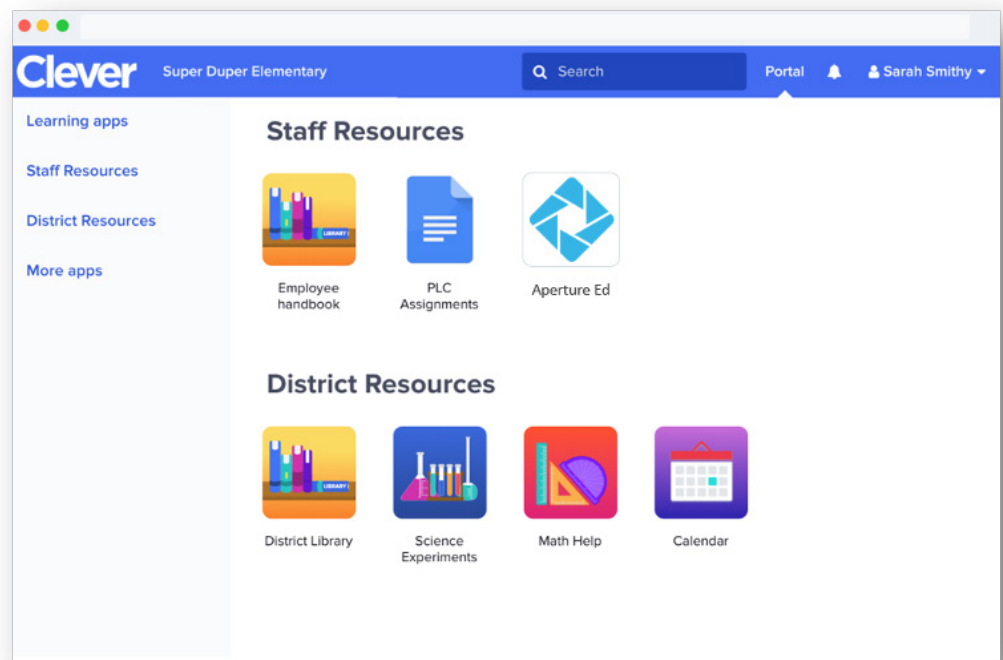 Clever
Super Duper Elementary
Search
Portal
Sarah Smithy
Learning apps
Staff Resources
District Resources
More apps
Staff Resources
LIBRARY
Employee
handbook
PLC
Assignments
Aperture Ed
District Resources
LIBRARY
District Library
Science
Experiments
Math Help
Calendar